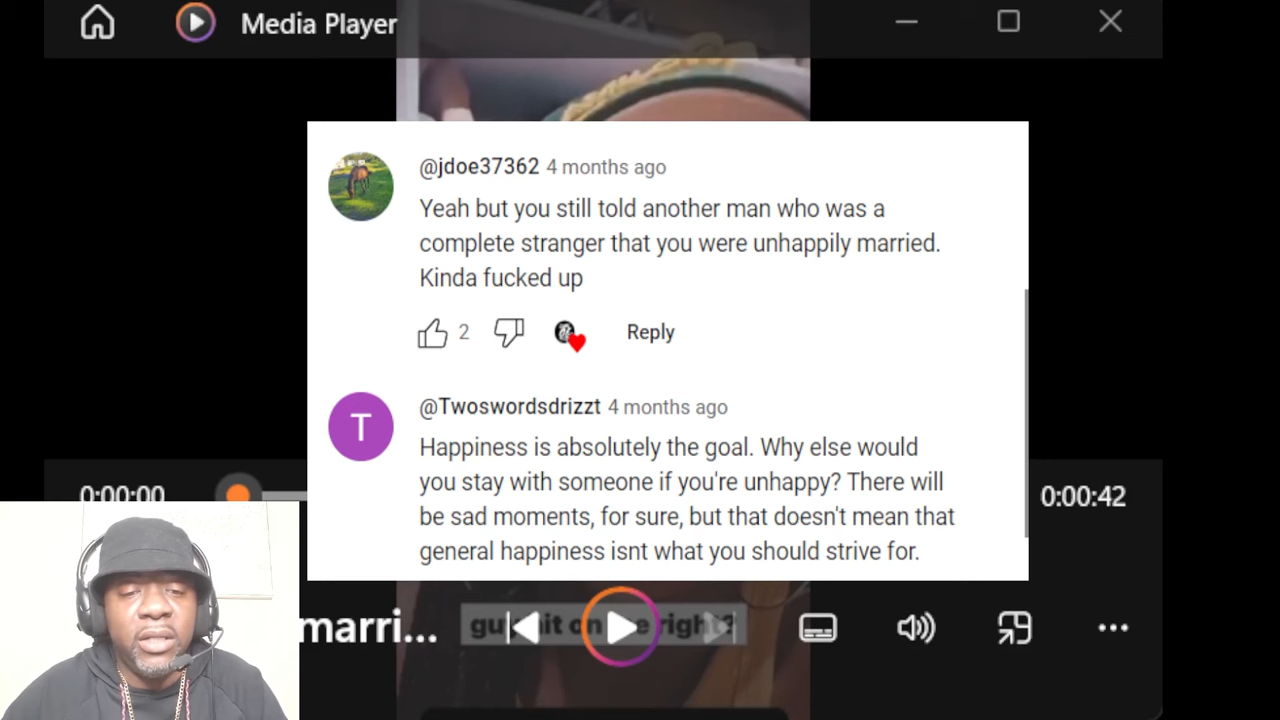 Media Player
@jdoe37362 4 months ago
Yeah but you still told another man who was a
complete stranger that you were unhappily married.
Kinda fucked up
2
Reply
T
@Twoswordsdrizzt 4 months ago
Happiness is absolutely the goal. Why else would
you stay with someone if you're unhappy? There will
be sad moments, for sure, but that doesn't mean that
general happiness isnt what you should strive for.
0:00:00
0:00:42
marri...
hit on
right?